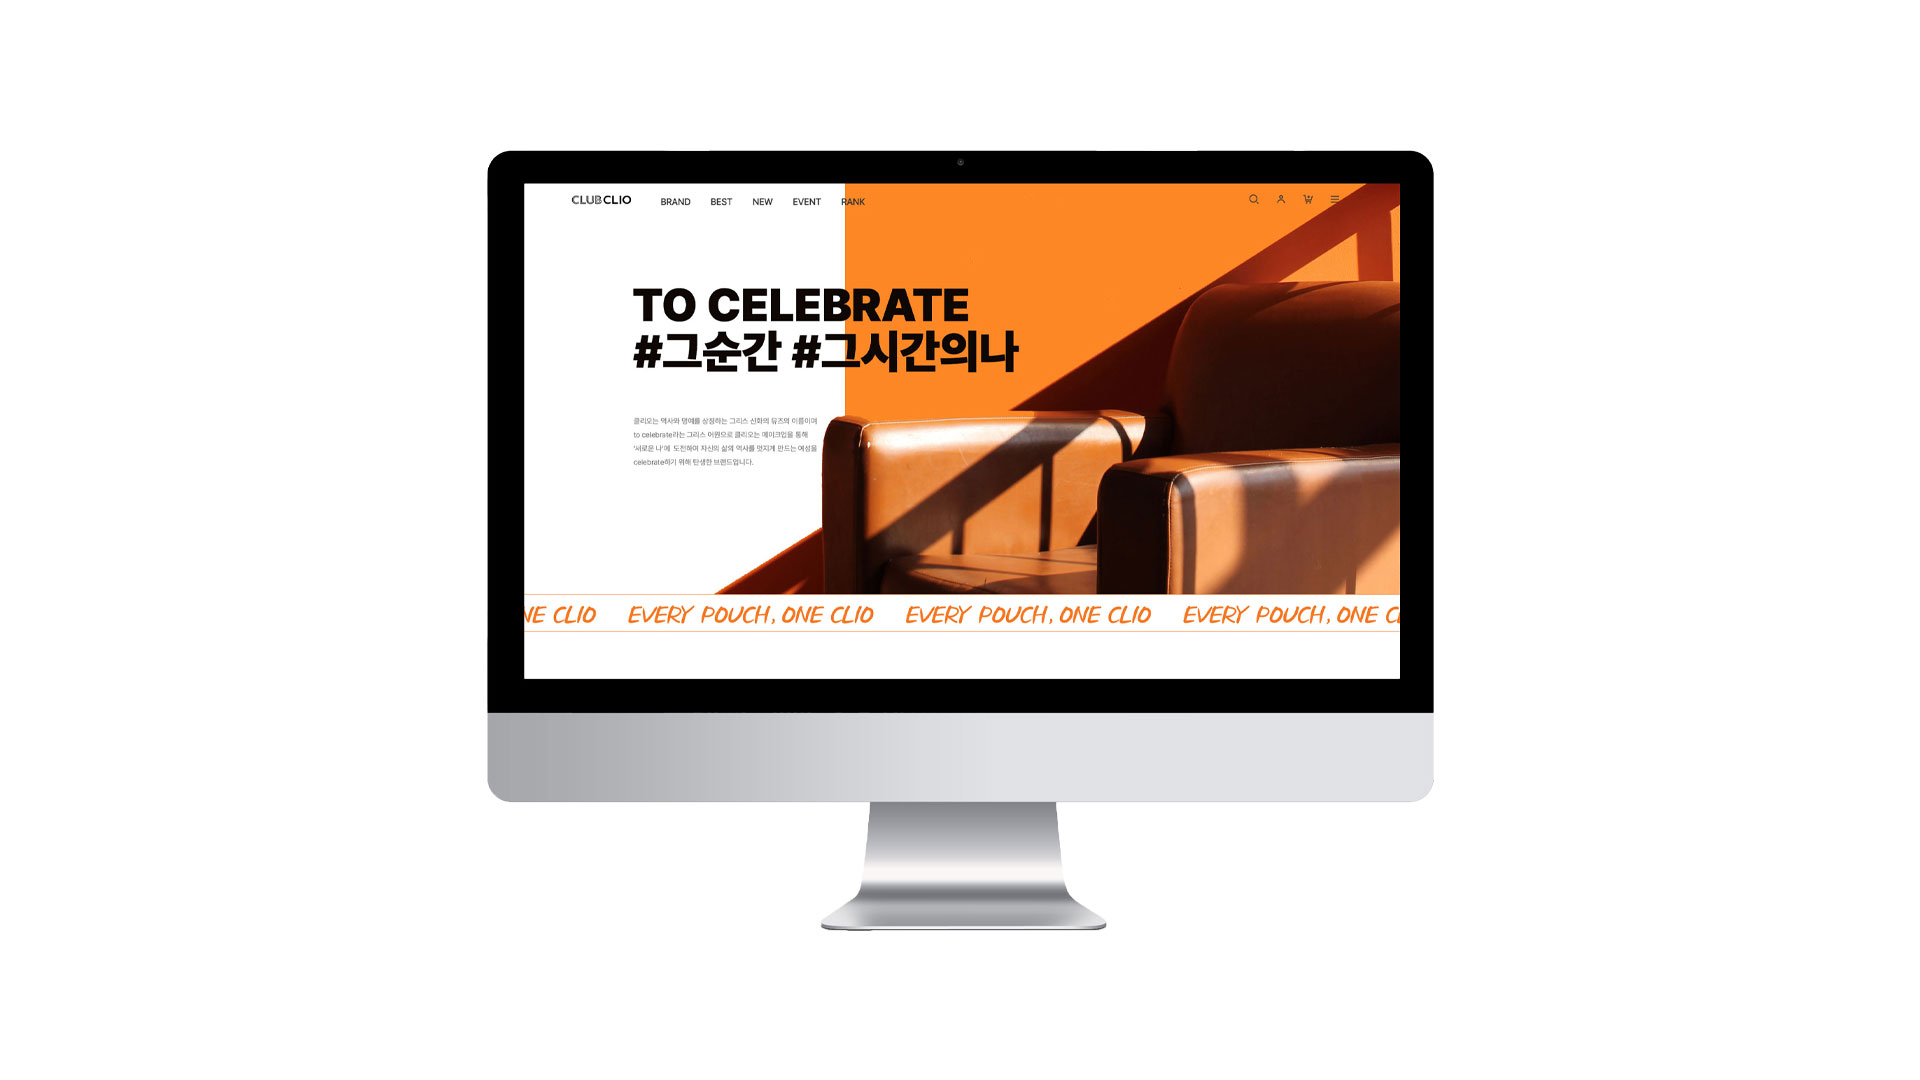 CLUB CLIO BRAND BEST NEW EVENT RANK
TO CELEBRATE
#그순간 #그시간의나
클리오는 역사와 명예를 상징하는 그리스 신화의 뮤즈의 이름이며
to celebrate라는 그리스 어원으로 클리오는 메이크업을 통해
'새로운 나'에 도전하며 자신의 삶의 역사를 멋지게 만드는 여성을
celebrate하기 위해 탄생한 브랜드입니다.
NE CLIO EVERY POUCH, ONE CLIO EVERY POUCH, ONE CLIO EVERY POUCH, ONE CL